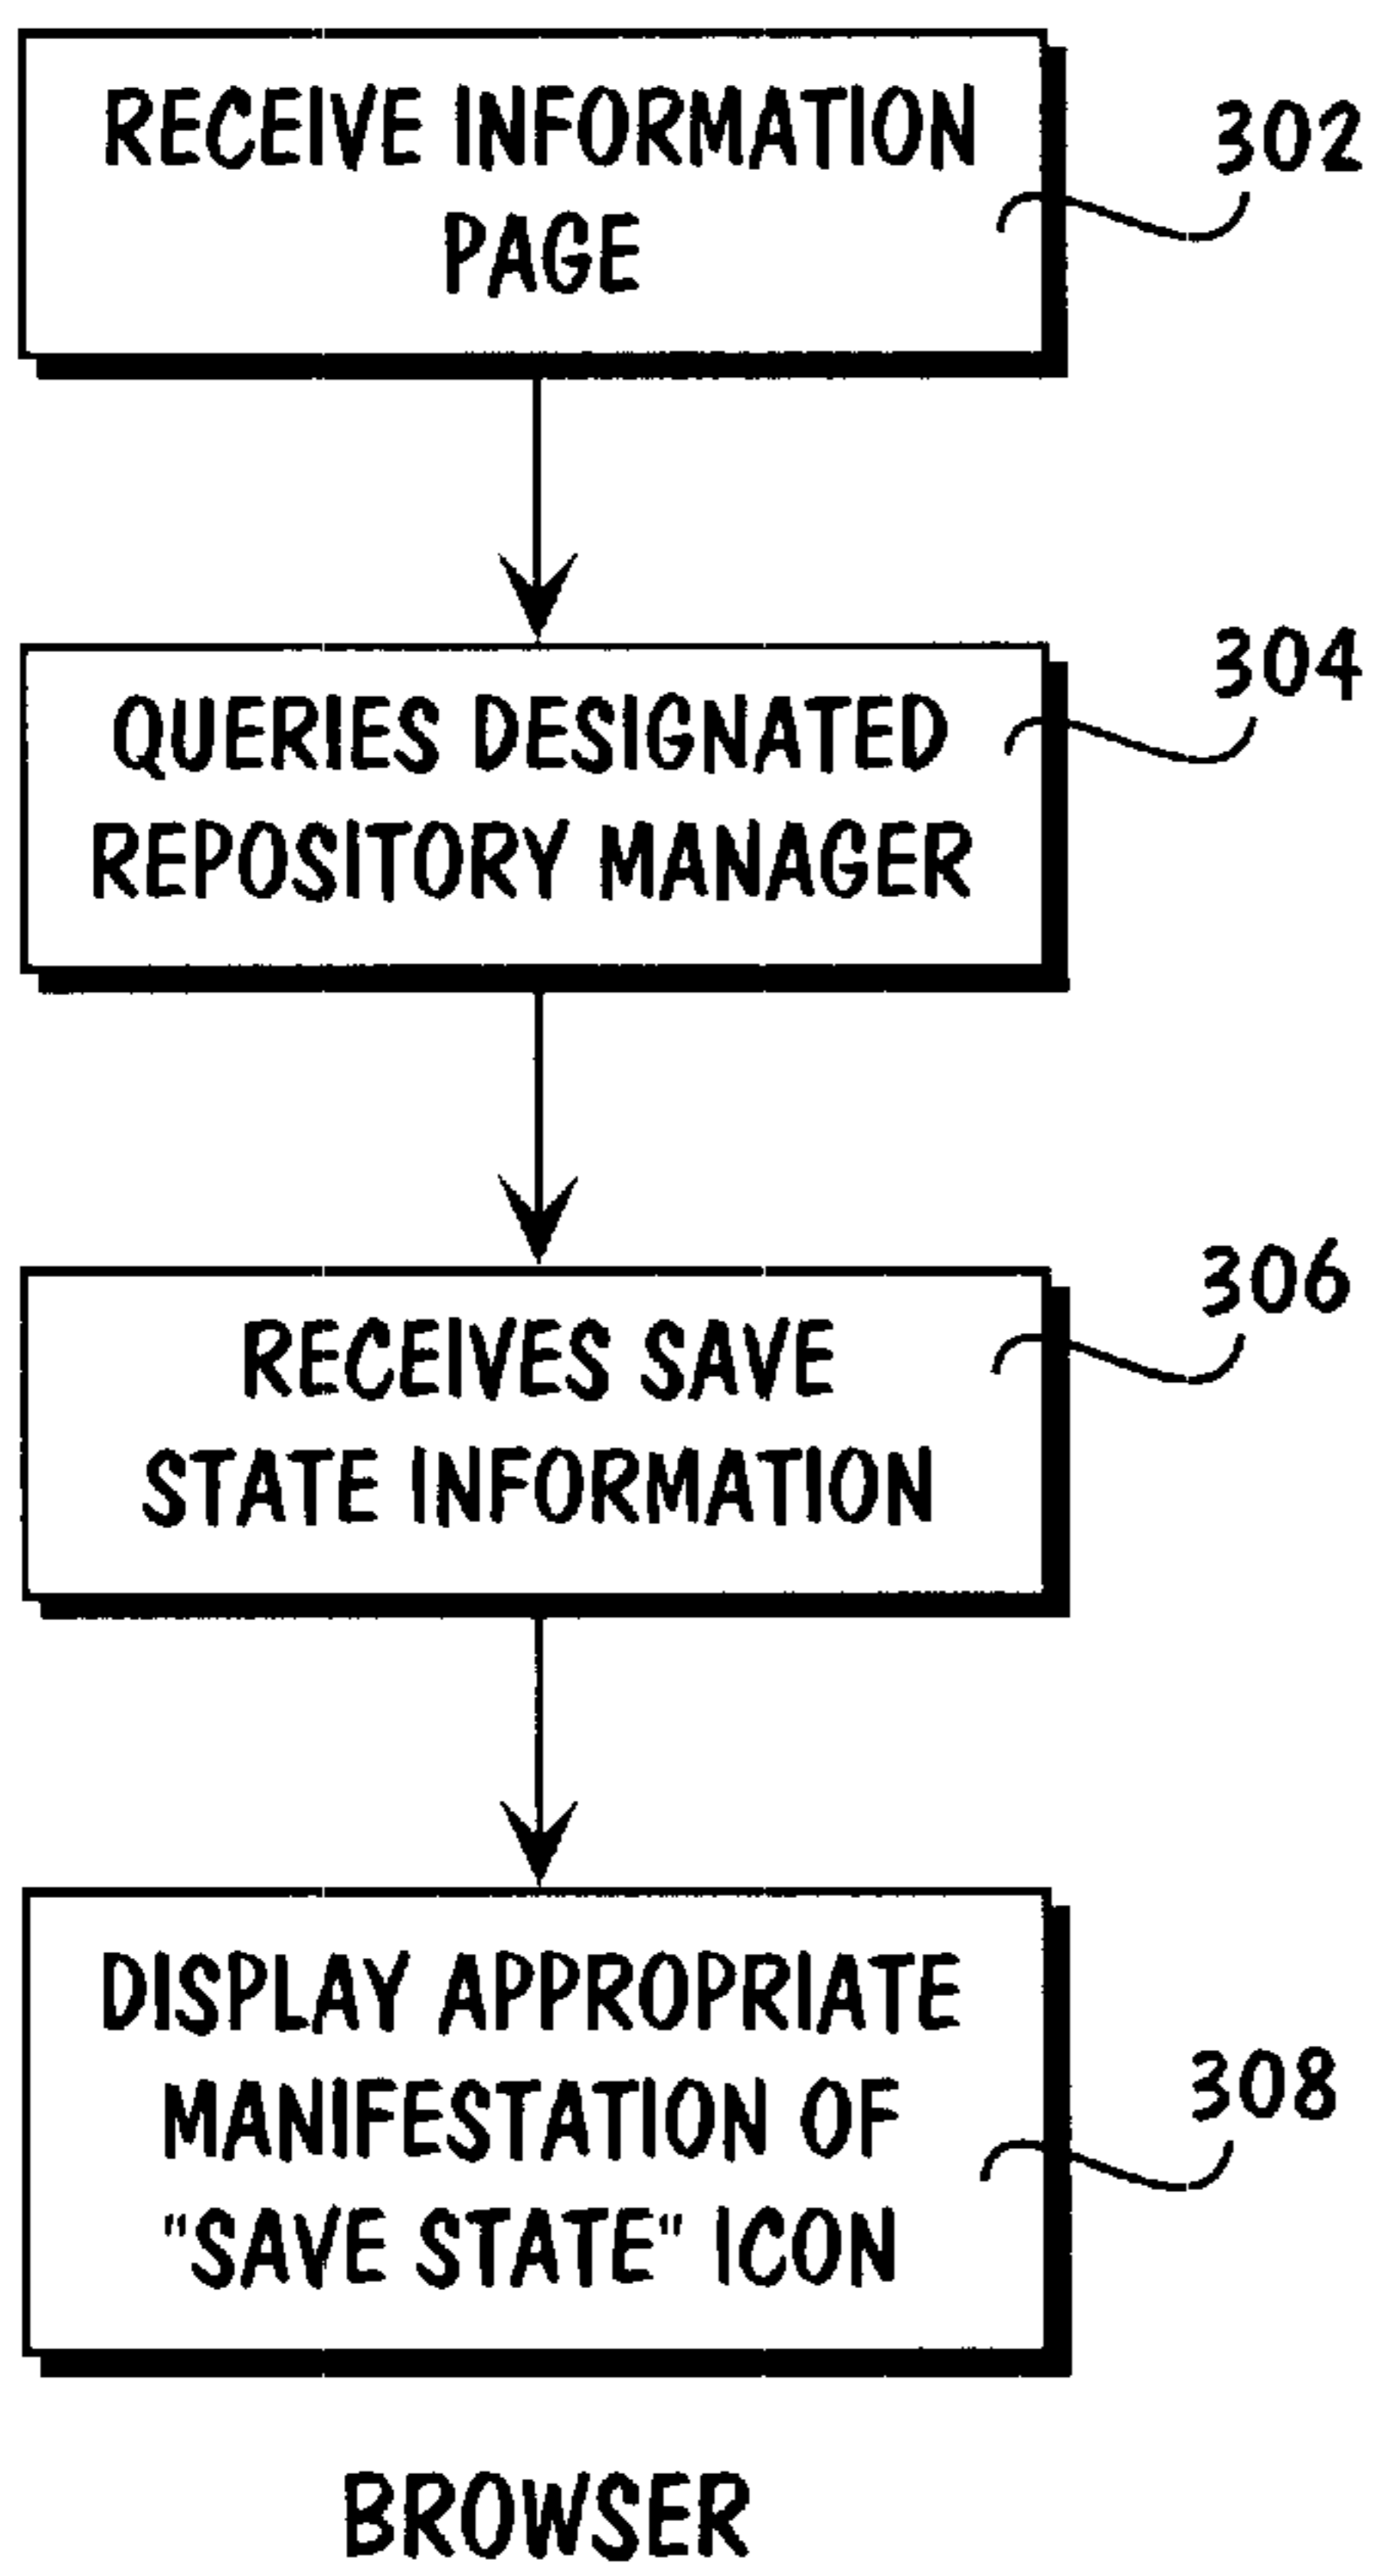 RECEIVE INFORMATION
PAGE
302
QUERIES DESIGNATED
REPOSITORY MANAGER
304
RECEIVES SAVE
STATE INFORMATION
306
DISPLAY APPROPRIATE
MANIFESTATION OF
"SAVE STATE" ICON
308
BROWSER